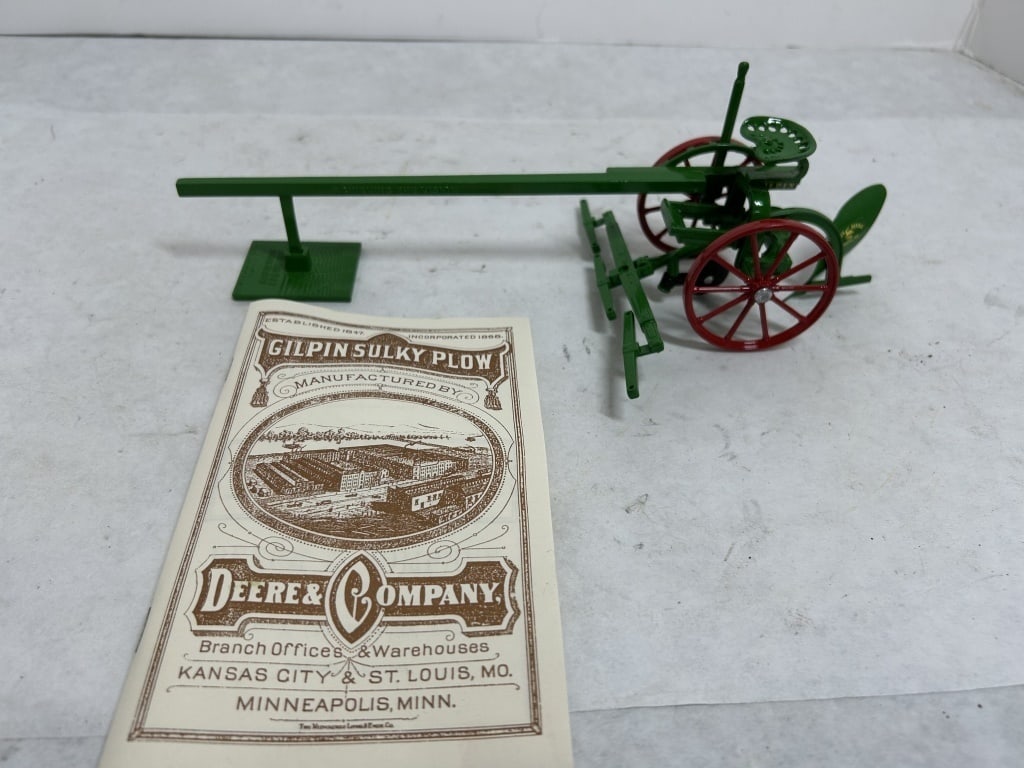 ESTABLISHED 1847. INCORPORATED 1868.
GILPIN SULKY PLOW
MANUFACTURED BY
DEERE & COMPANY.
Branch Offices & Warehouses
KANSAS CITY & ST. LOUIS, MO.
MINNEAPOLIS, MINN.